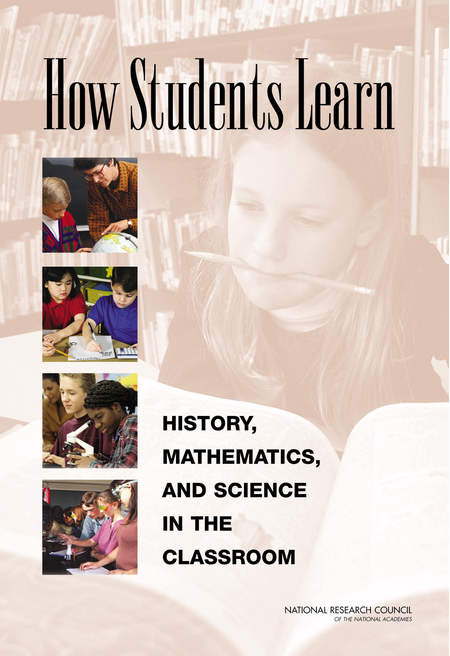 How Students Learn
HISTORY,
MATHEMATICS,
AND SCIENCE
IN THE
CLASSROOM
NATIONAL RESEARCH COUNCIL
OF THE NATIONAL ACADEMIES